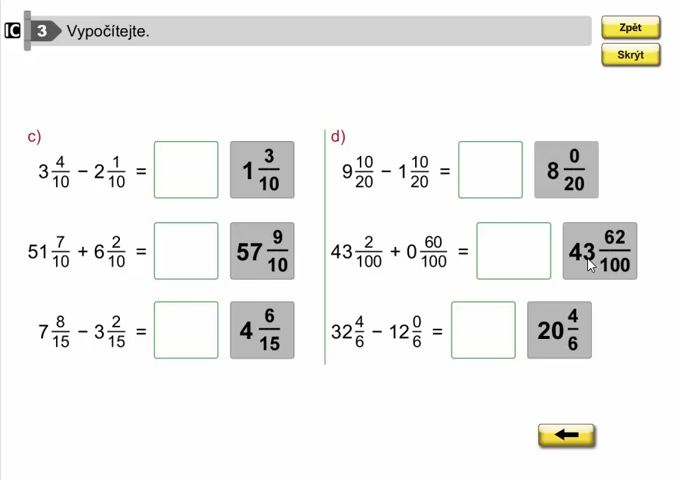 IC 3 Vypočítejte.
Zpět
Skrýt
c)
3 4/10 − 2 1/10 = 1 3/10
51 7/10 + 6 2/10 = 57 9/10
7 8/15 − 3 2/15 = 4 6/15
d)
9 10/20 − 1 10/20 = 8 0/20
43 2/100 + 0 60/100 = 43 62/100
32 4/6 − 12 0/6 = 20 4/6